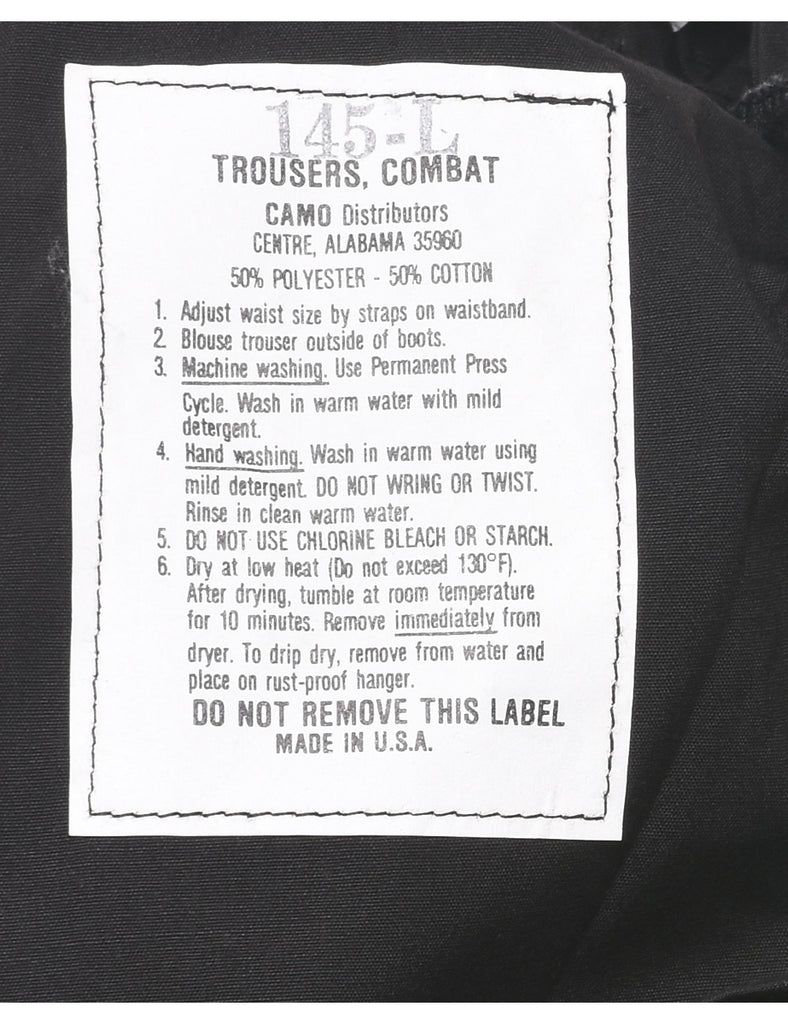 145-L
TROUSERS, COMBAT
CAMO Distributors
CENTRE, ALABAMA 35960
50% POLYESTER - 50% COTTON
1. Adjust waist size by straps on waistband.
2. Blouse trouser outside of boots.
3. Machine washing. Use Permanent Press
Cycle. Wash in warm water with mild
detergent.
4. Hand washing. Wash in warm water using
mild detergent. DO NOT WRING OR TWIST.
Rinse in clean warm water.
5. DO NOT USE CHLORINE BLEACH OR STARCH.
6. Dry at low heat (Do not exceed 130°F).
After drying, tumble at room temperature
for 10 minutes. Remove immediately from
dryer. To drip dry, remove from water and
place on rust-proof hanger.
DO NOT REMOVE THIS LABEL
MADE IN U.S.A.